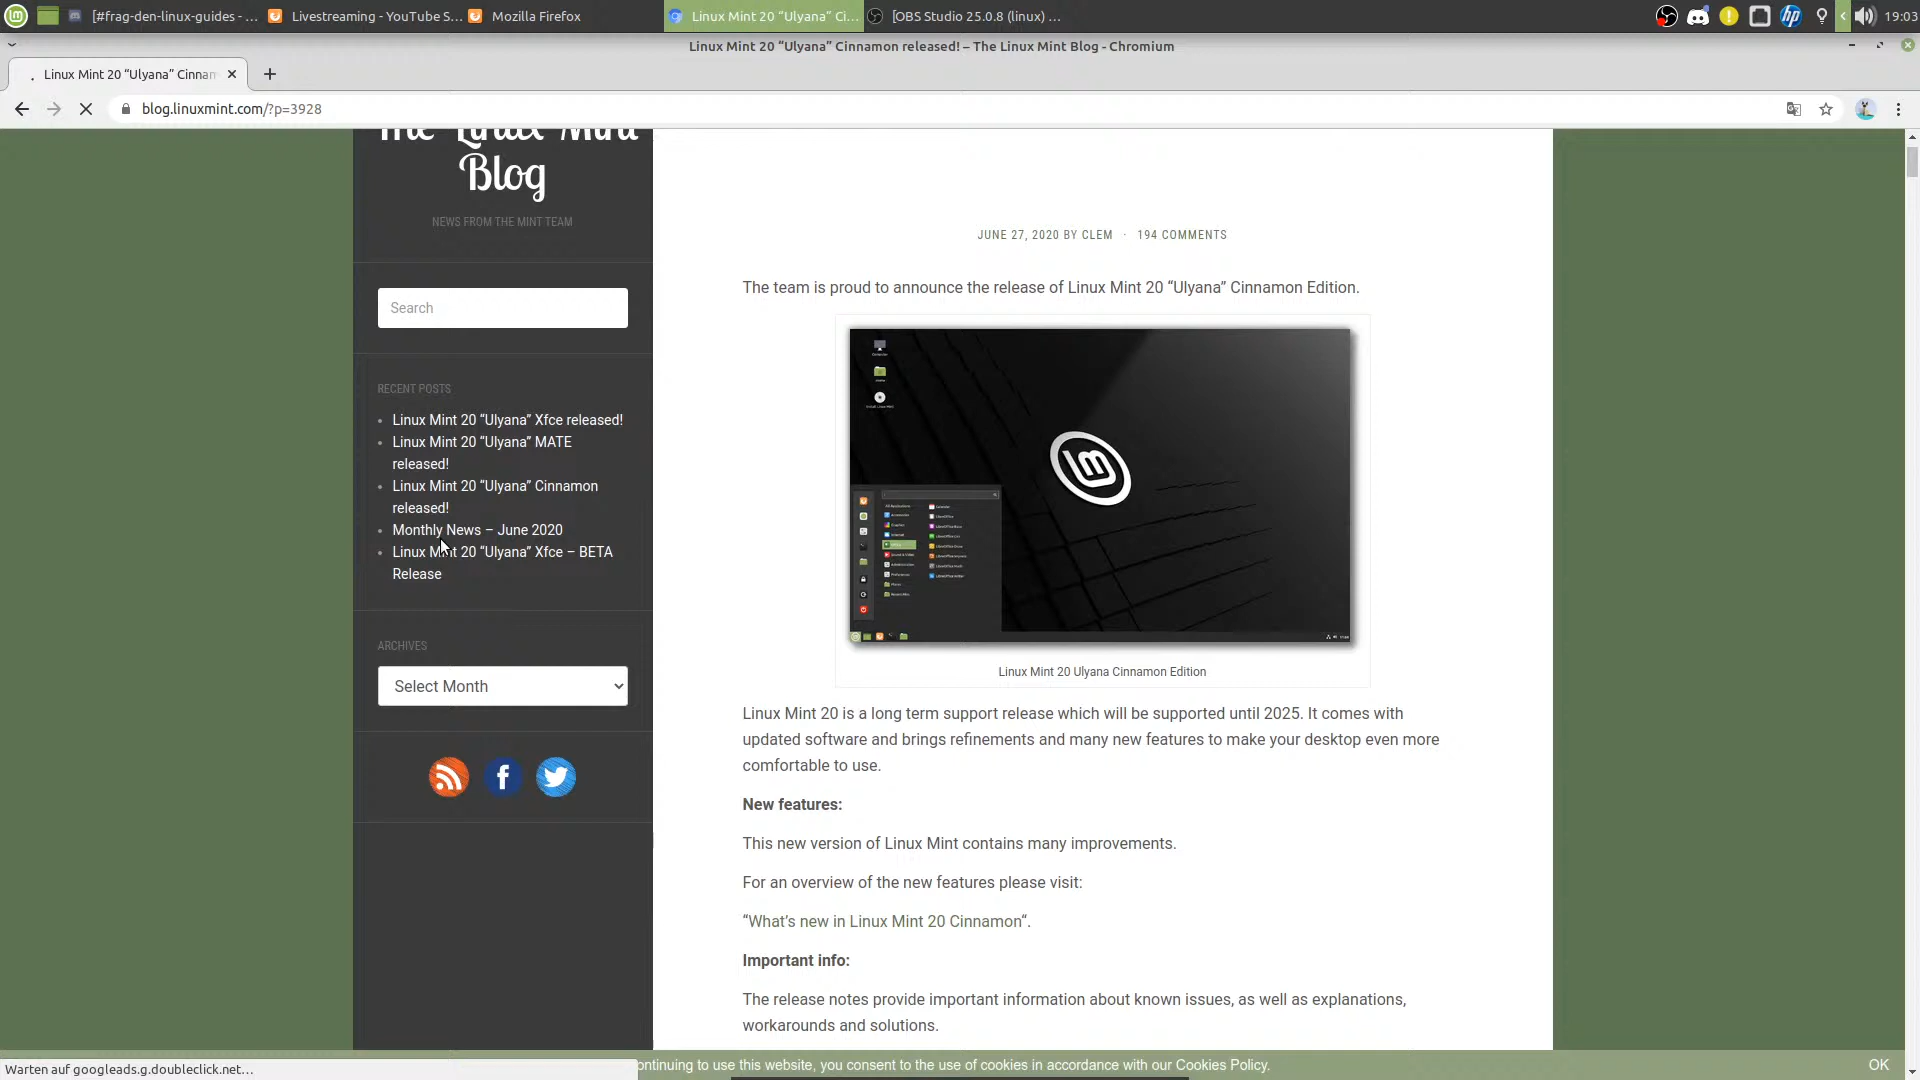 [#frag-den-linux-guides - ...
Livestreaming - YouTube S...
Mozilla Firefox
Linux Mint 20 “Ulyana” Ci...
[OBS Studio 25.0.8 (linux) ...
19:03
Linux Mint 20 “Ulyana” Cinnamon released! – The Linux Mint Blog - Chromium
Linux Mint 20 “Ulyana” Cinnam
blog.linuxmint.com/?p=3928
The Linux Mint
Blog
NEWS FROM THE MINT TEAM
Search
RECENT POSTS
Linux Mint 20 “Ulyana” Xfce released!
Linux Mint 20 “Ulyana” MATE
released!
Linux Mint 20 “Ulyana” Cinnamon
released!
Monthly News – June 2020
Linux Mint 20 “Ulyana” Xfce – BETA
Release
ARCHIVES
Select Month
JUNE 27, 2020 BY CLEM · 194 COMMENTS
The team is proud to announce the release of Linux Mint 20 “Ulyana” Cinnamon Edition.
Linux Mint 20 Ulyana Cinnamon Edition
Linux Mint 20 is a long term support release which will be supported until 2025. It comes with
updated software and brings refinements and many new features to make your desktop even more
comfortable to use.
New features:
This new version of Linux Mint contains many improvements.
For an overview of the new features please visit:
“What’s new in Linux Mint 20 Cinnamon“.
Important info:
The release notes provide important information about known issues, as well as explanations,
workarounds and solutions.
ontinuing to use this website, you consent to the use of cookies in accordance with our Cookies Policy.
OK
Warten auf googleads.g.doubleclick.net...